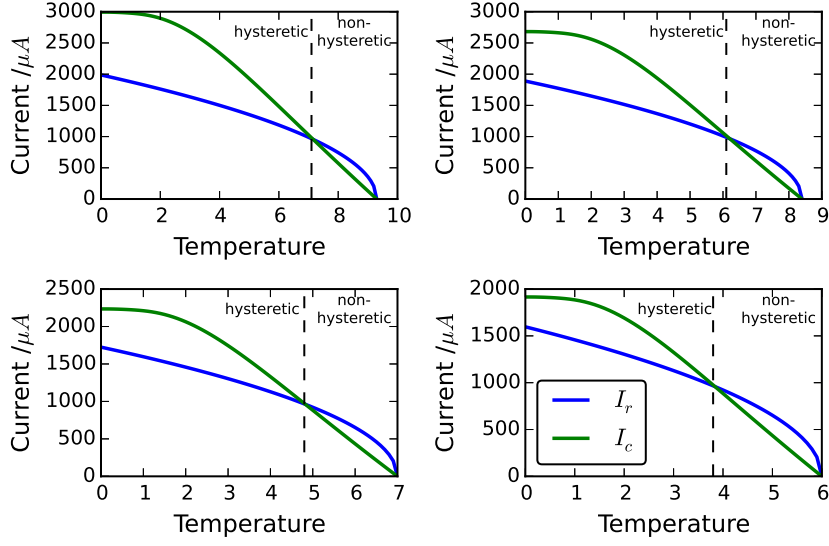 3000
2500
2000
1500
1000
500
0
Current /μA
hysteretic
non-
hysteretic
0 2 4 6 8 10
Temperature
3000
2500
2000
1500
1000
500
0
Current /μA
hysteretic
non-
hysteretic
0 1 2 3 4 5 6 7 8 9
Temperature
2500
2000
1500
1000
500
0
Current /μA
hysteretic
non-
hysteretic
0 1 2 3 4 5 6 7
Temperature
2000
1500
1000
500
0
Current /μA
hysteretic
non-
hysteretic
I_r
I_c
0 1 2 3 4 5 6
Temperature